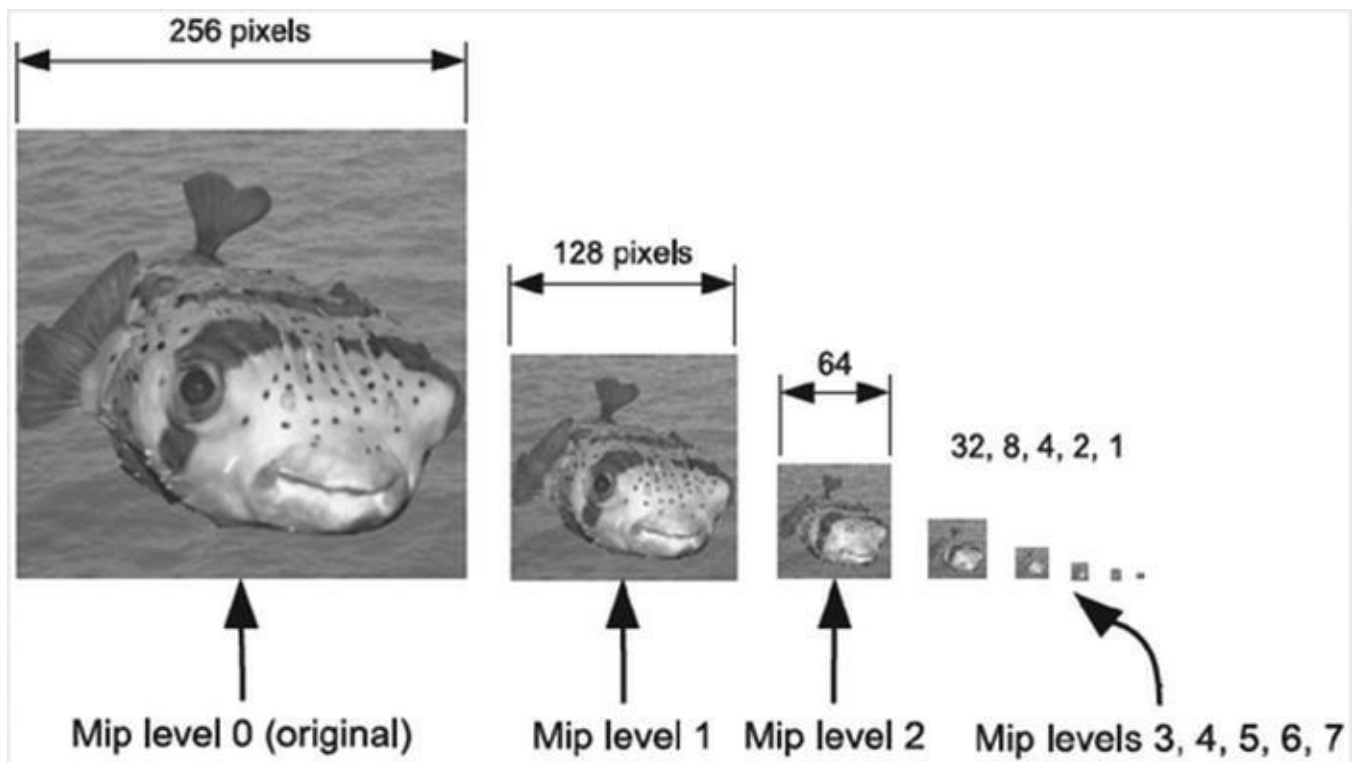 256 pixels
128 pixels
64
32, 8, 4, 2, 1
Mip level 0 (original)
Mip level 1
Mip level 2
Mip levels 3, 4, 5, 6, 7